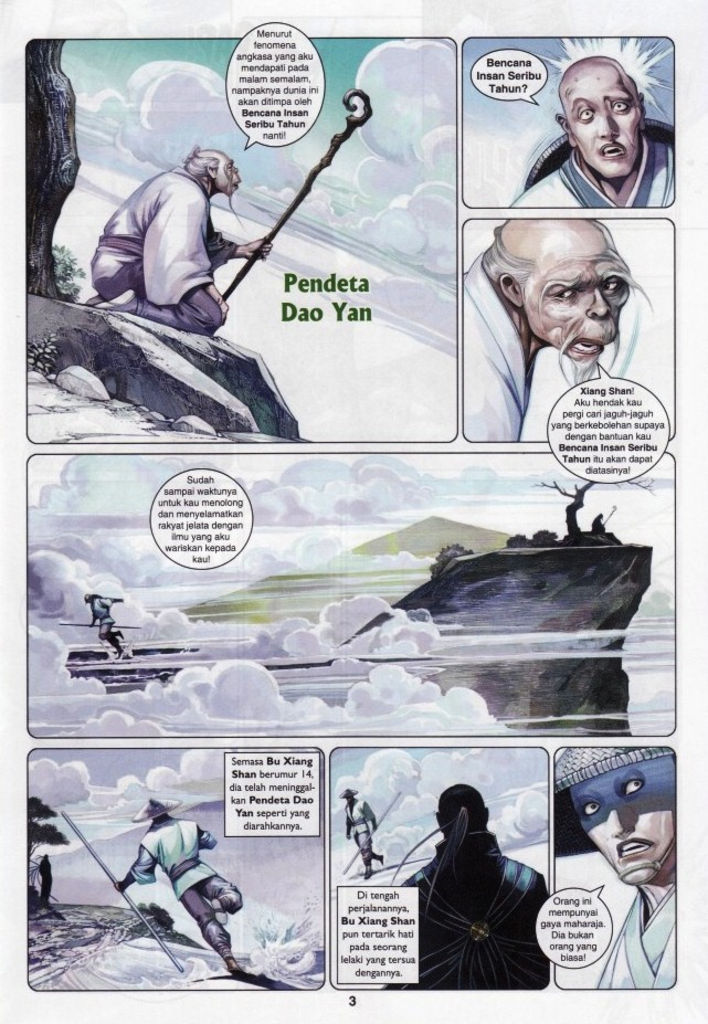 Menurut
fenomena
angkasa yang aku
mendapati pada
malam semalam,
nampaknya dunia ini
akan ditimpa oleh
Bencana Insan
Seribu Tahun
nanti!
Pendeta
Dao Yan
Bencana
Insan Seribu
Tahun?
Xiang Shan!
Aku hendak kau
pergi cari jaguh-jaguh
yang berkebolehan supaya
dengan bantuan kau
Bencana Insan Seribu
Tahun itu akan dapat
diatasinya!
Sudah
sampai waktunya
untuk kau menolong
dan menyelamatkan
rakyat jelata dengan
ilmu yang aku
wariskan kepada
kau!
Semasa Bu Xiang
Shan berumur 14,
dia telah meninggal-
kan Pendeta Dao
Yan seperti yang
diarahkannya.
Di tengah
perjalanannya,
Bu Xiang Shan
pun tertarik hati
pada seorang
lelaki yang tersua
dengannya.
Orang ini
mempunyai
gaya maharaja.
Dia bukan
orang yang
biasa!
3